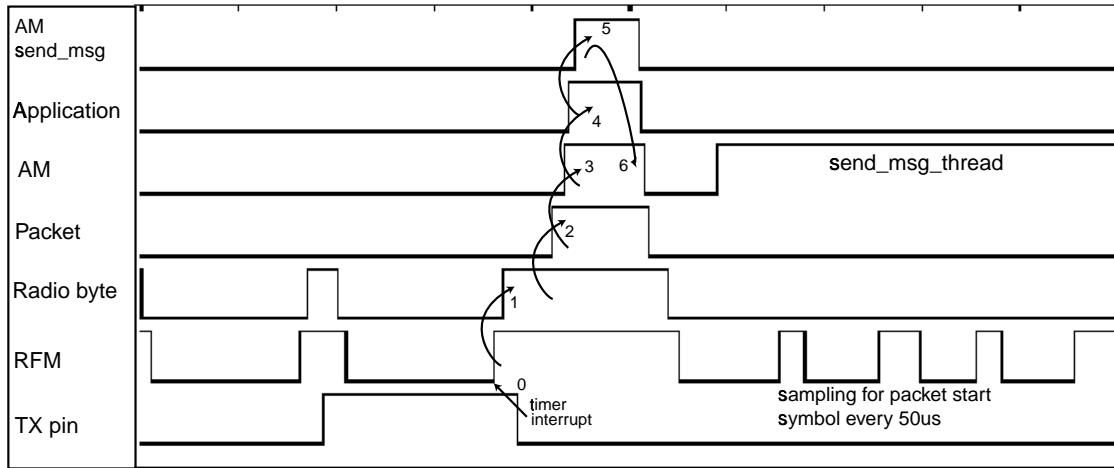 AM
send_msg
5
Application
4
AM
3
6
send_msg_thread
Packet
2
Radio byte
1
RFM
0
timer
interrupt
sampling for packet start
symbol every 50us
TX pin